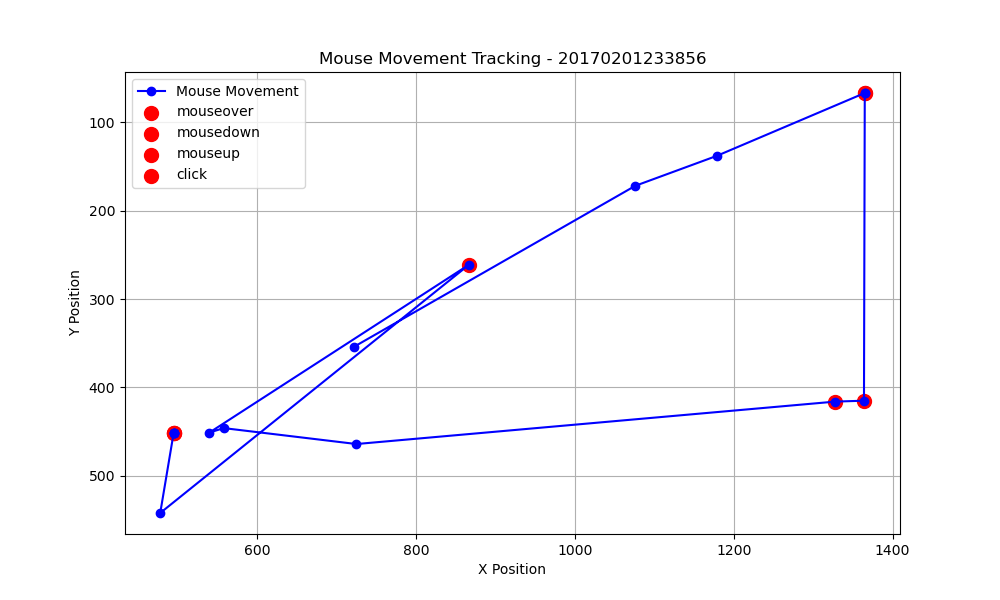 Mouse Movement Tracking - 20170201233856
Mouse Movement
mouseover
mousedown
mouseup
click
100
200
300
400
500
Y Position
600
800
1000
1200
1400
X Position